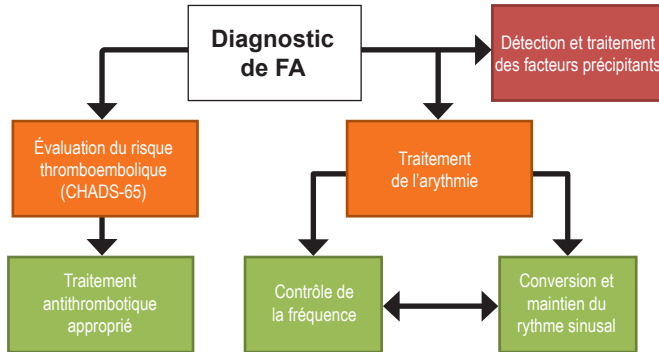 Diagnostic
de FA
Détection et traitement
des facteurs précipitants
Évaluation du risque
thromboembolique
(CHADS-65)
Traitement
de l’arythmie
Traitement
antithrombotique
approprié
Contrôle de
la fréquence
Conversion et
maintien du
rythme sinusal